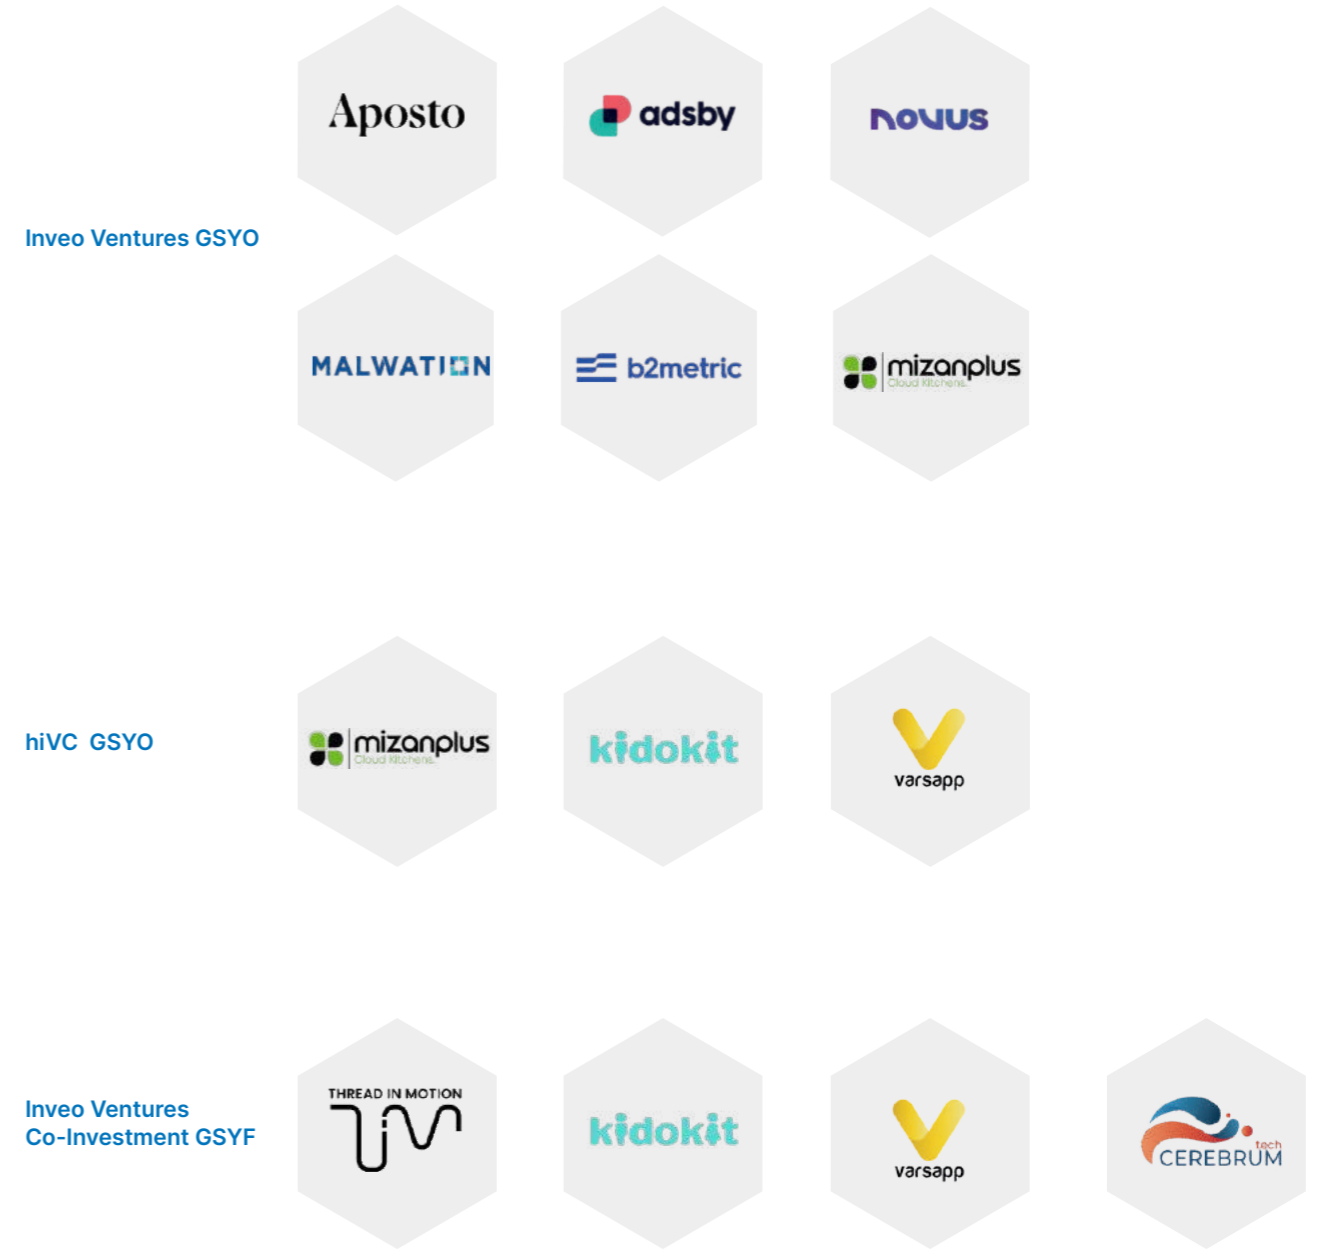 Aposto
adsby
novus
Inveo Ventures GSYO
MALWATION
b2metric
mizanplus
Cloud Kitchens.
hiVC GSYO
mizanplus
Cloud Kitchens.
kidokit
varsapp
Inveo Ventures
Co-Investment GSYF
THREAD IN MOTION
TIM
kidokit
varsapp
tech
CEREBRUM